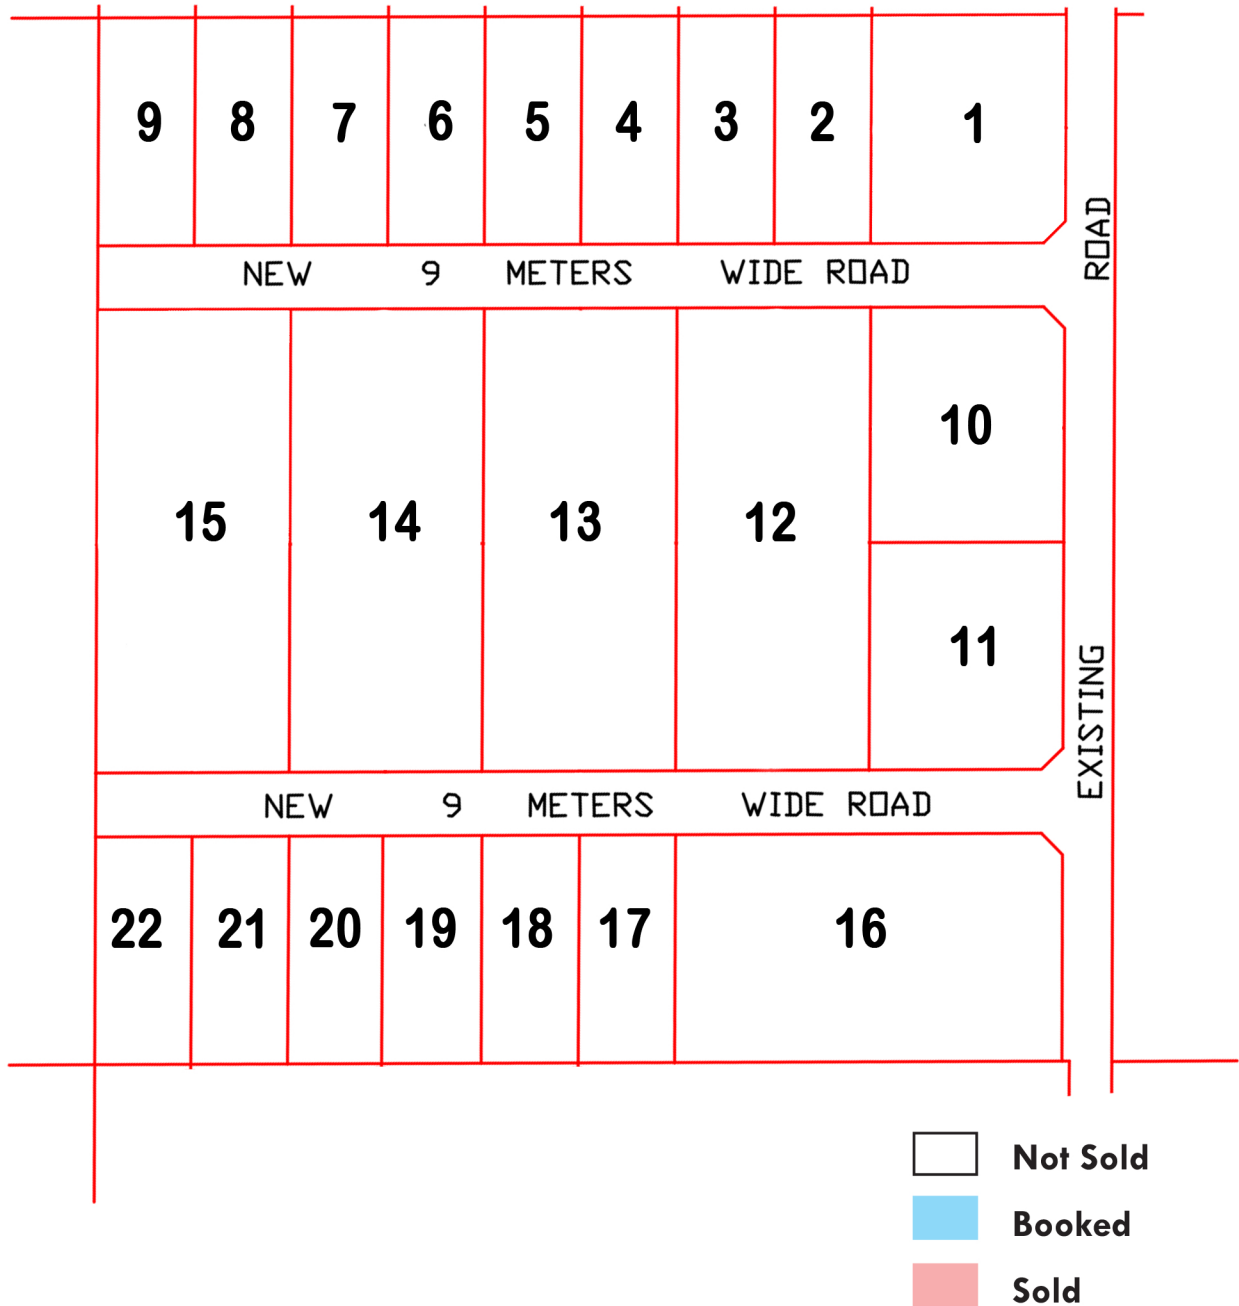 9 8 7 6 5 4 3 2 1
ROAD
NEW 9 METERS WIDE ROAD
10
15 14 13 12
11
EXISTING
NEW 9 METERS WIDE ROAD
22 21 20 19 18 17 16
Not Sold
Booked
Sold